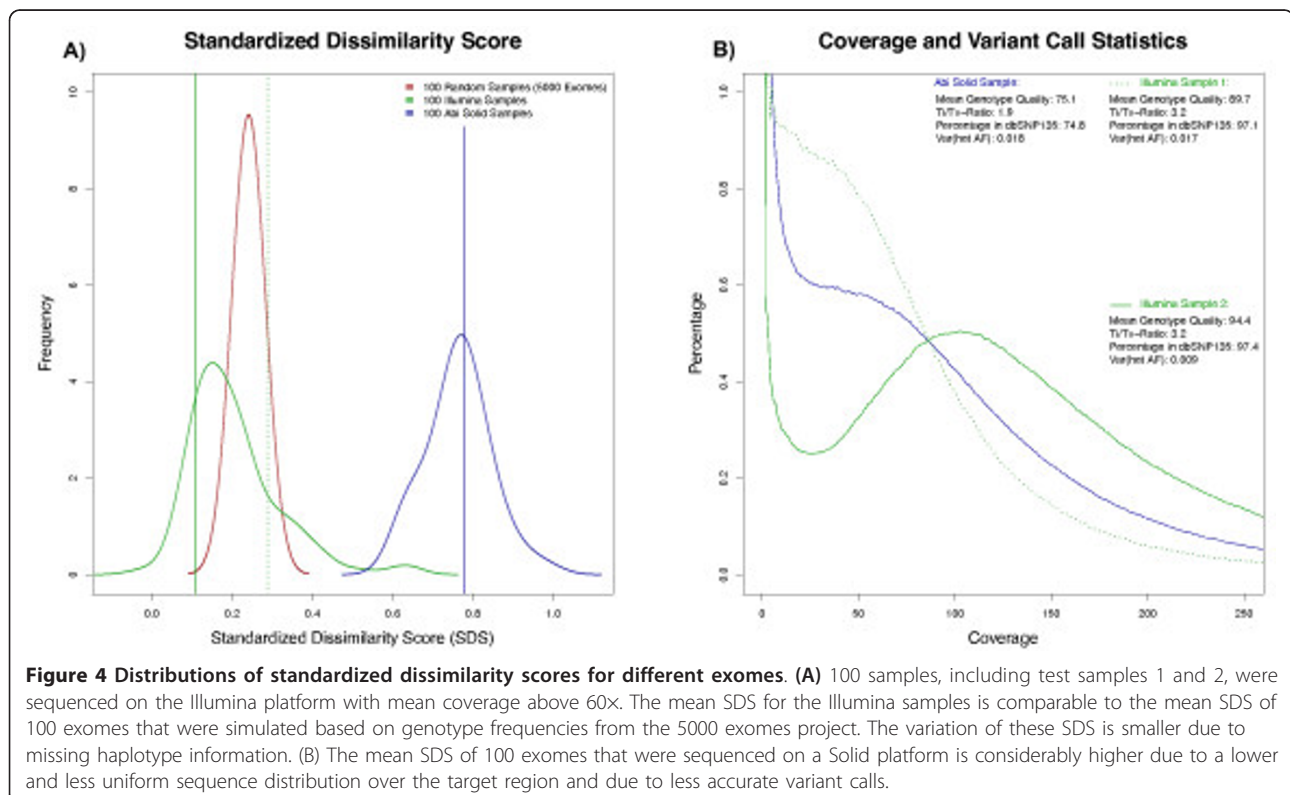 A)
Standardized Dissimilarity Score
100 Random Samples (5000 Exomes)
100 Illumina Samples
100 Abi Solid Samples
Frequency
10
8
6
4
2
0
0.0 0.2 0.4 0.6 0.8 1.0
Standardized Dissimilarity Score (SDS)
B)
Coverage and Variant Call Statistics
Abi Solid Sample:
Mean Genotype Quality: 75.1
Ti/Tv-Ratio: 1.9
Percentage in dbSNP135: 74.8
Var(hnt AF): 0.018
Illumina Sample 1:
Mean Genotype Quality: 89.7
Ti/Tv-Ratio: 3.2
Percentage in dbSNP135: 97.1
Var(hnt AF): 0.017
Illumina Sample 2:
Mean Genotype Quality: 94.4
Ti/Tv-Ratio: 3.2
Percentage in dbSNP135: 97.4
Var(hnt AF): 0.009
Percentage
1.0
0.8
0.6
0.4
0.2
0.0
0 50 100 150 200 250
Coverage
Figure 4 Distributions of standardized dissimilarity scores for different exomes. (A) 100 samples, including test samples 1 and 2, were
sequenced on the Illumina platform with mean coverage above 60×. The mean SDS for the Illumina samples is comparable to the mean SDS of
100 exomes that were simulated based on genotype frequencies from the 5000 exomes project. The variation of these SDS is smaller due to
missing haplotype information. (B) The mean SDS of 100 exomes that were sequenced on a Solid platform is considerably higher due to a lower
and less uniform sequence distribution over the target region and due to less accurate variant calls.